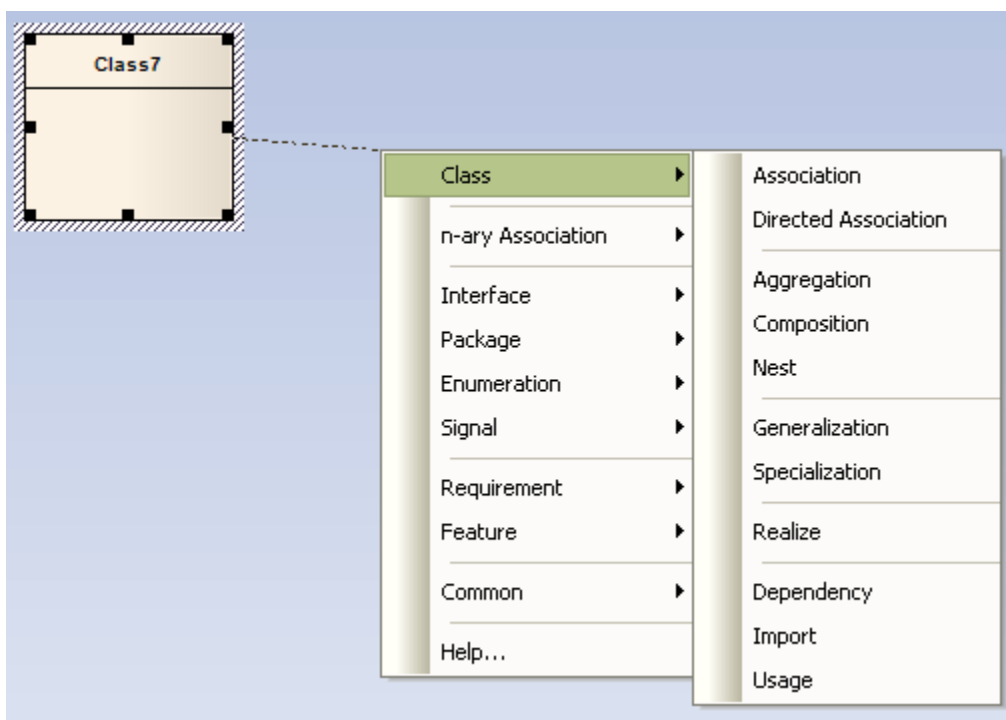 Class7
Class
n-ary Association
Interface
Package
Enumeration
Signal
Requirement
Feature
Common
Help...
Association
Directed Association
Aggregation
Composition
Nest
Generalization
Specialization
Realize
Dependency
Import
Usage